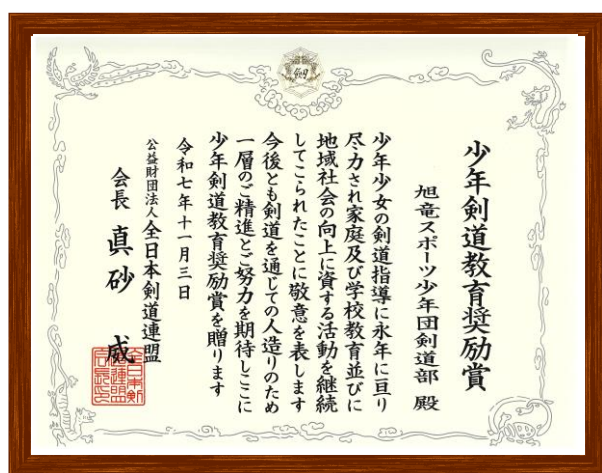 少年剣道教育奨励賞
旭竜スポーツ少年団剣道部 殿
少年少女の剣道指導に永年に亘り
尽力され家庭及び学校教育並びに
地域社会の向上に資する活動を継続
してこられたことに敬意を表します
今後とも剣道を通じての人造りのため
一層のご精進とご努力を期待しここに
少年剣道教育奨励賞を贈ります
令和七年十一月三日
公益財団法人全日本剣道連盟
会長 真砂 威